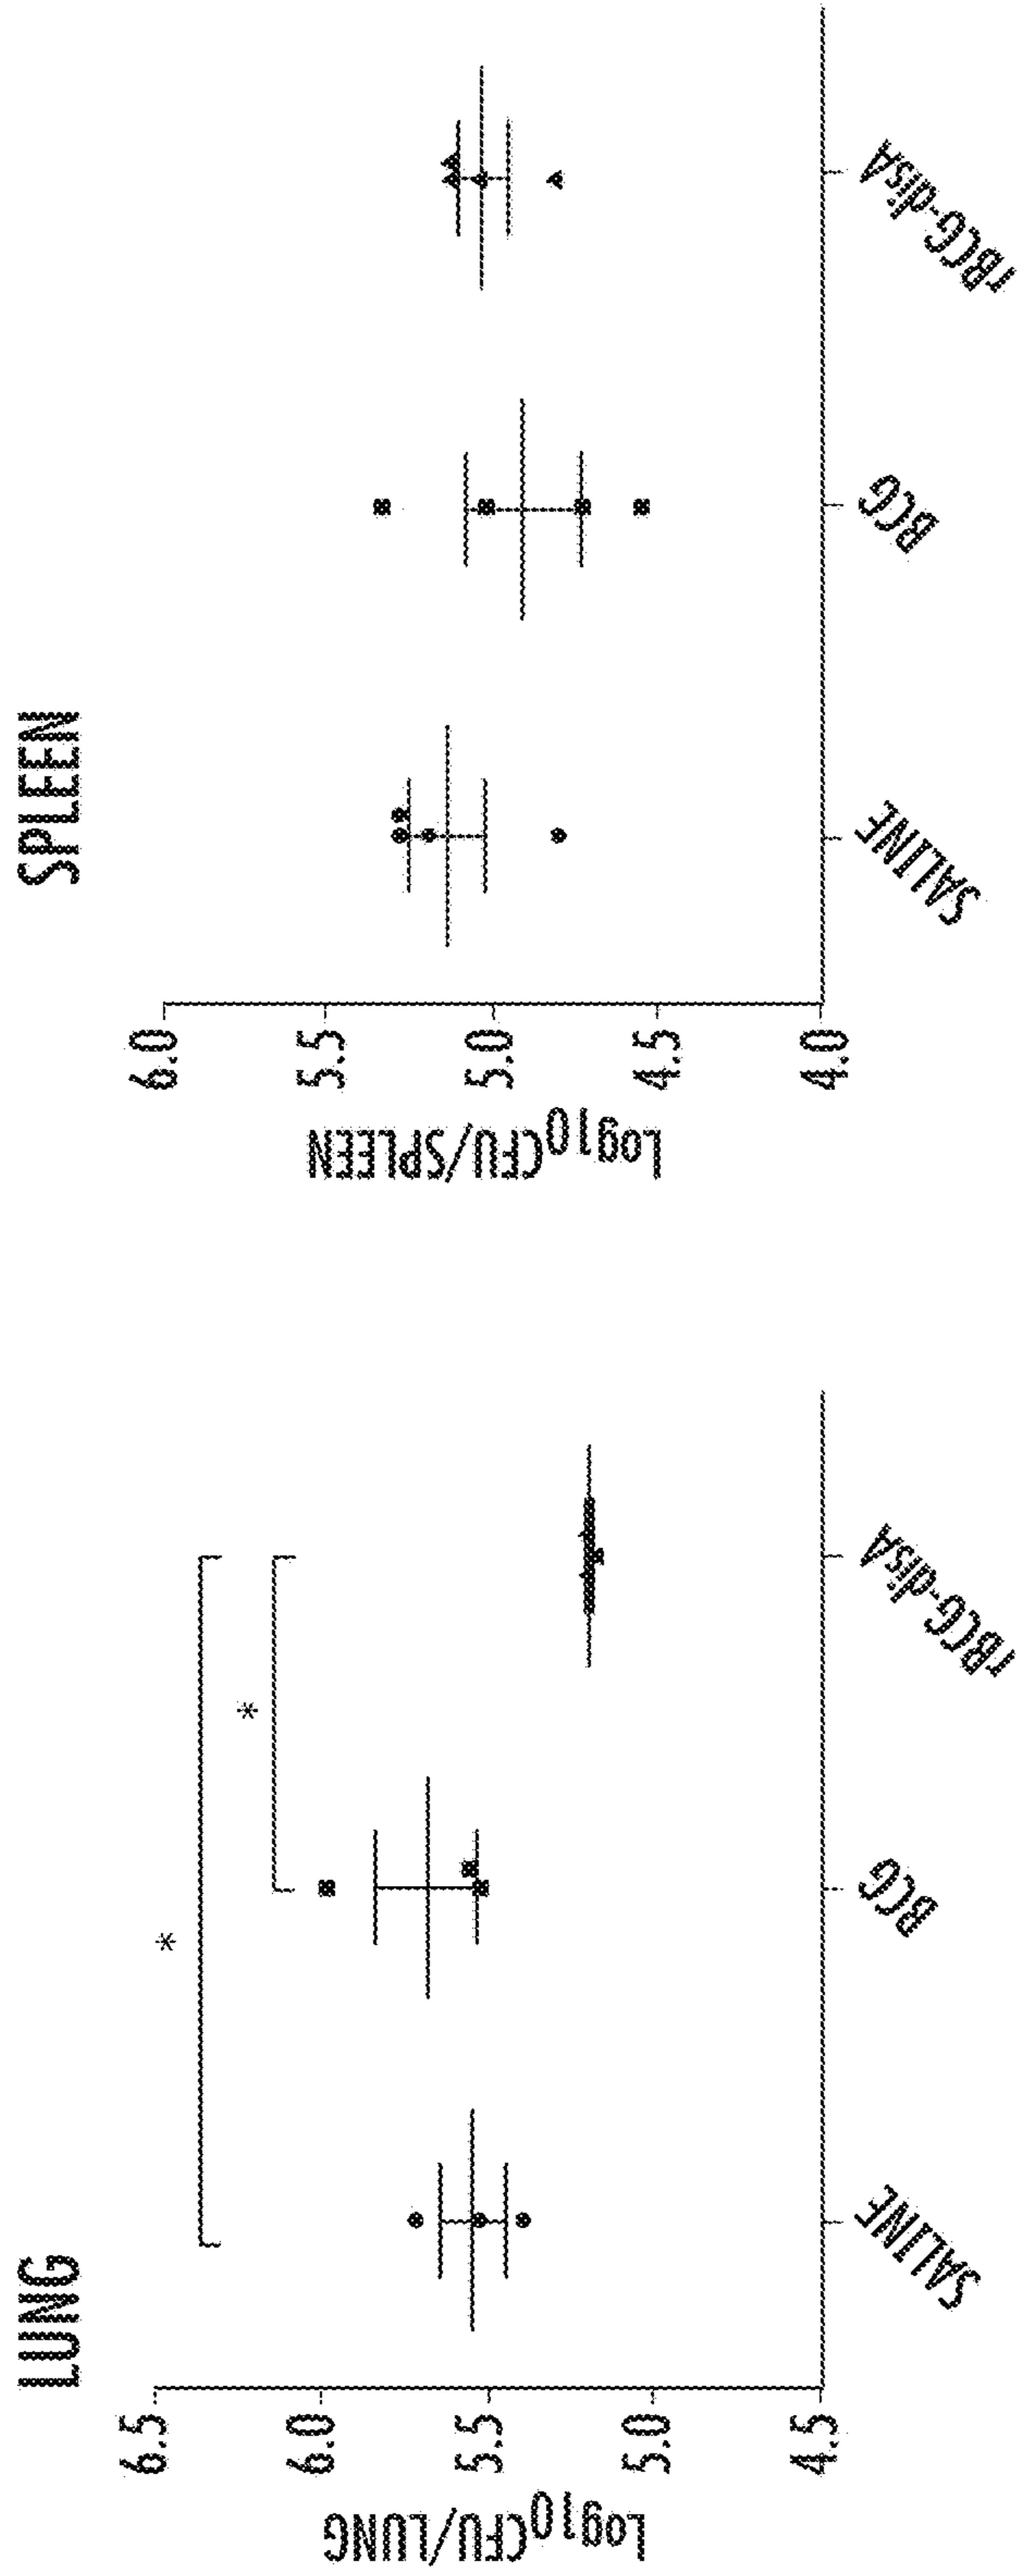 LUNG
Log10CFU/LUNG
6.5
6.0
5.5
5.0
4.5
*
*
SALINE
BCG
rBCG-disA
SPLEEN
Log10CFU/SPLEEN
6.0
5.5
5.0
4.5
4.0
SALINE
BCG
rBCG-disA